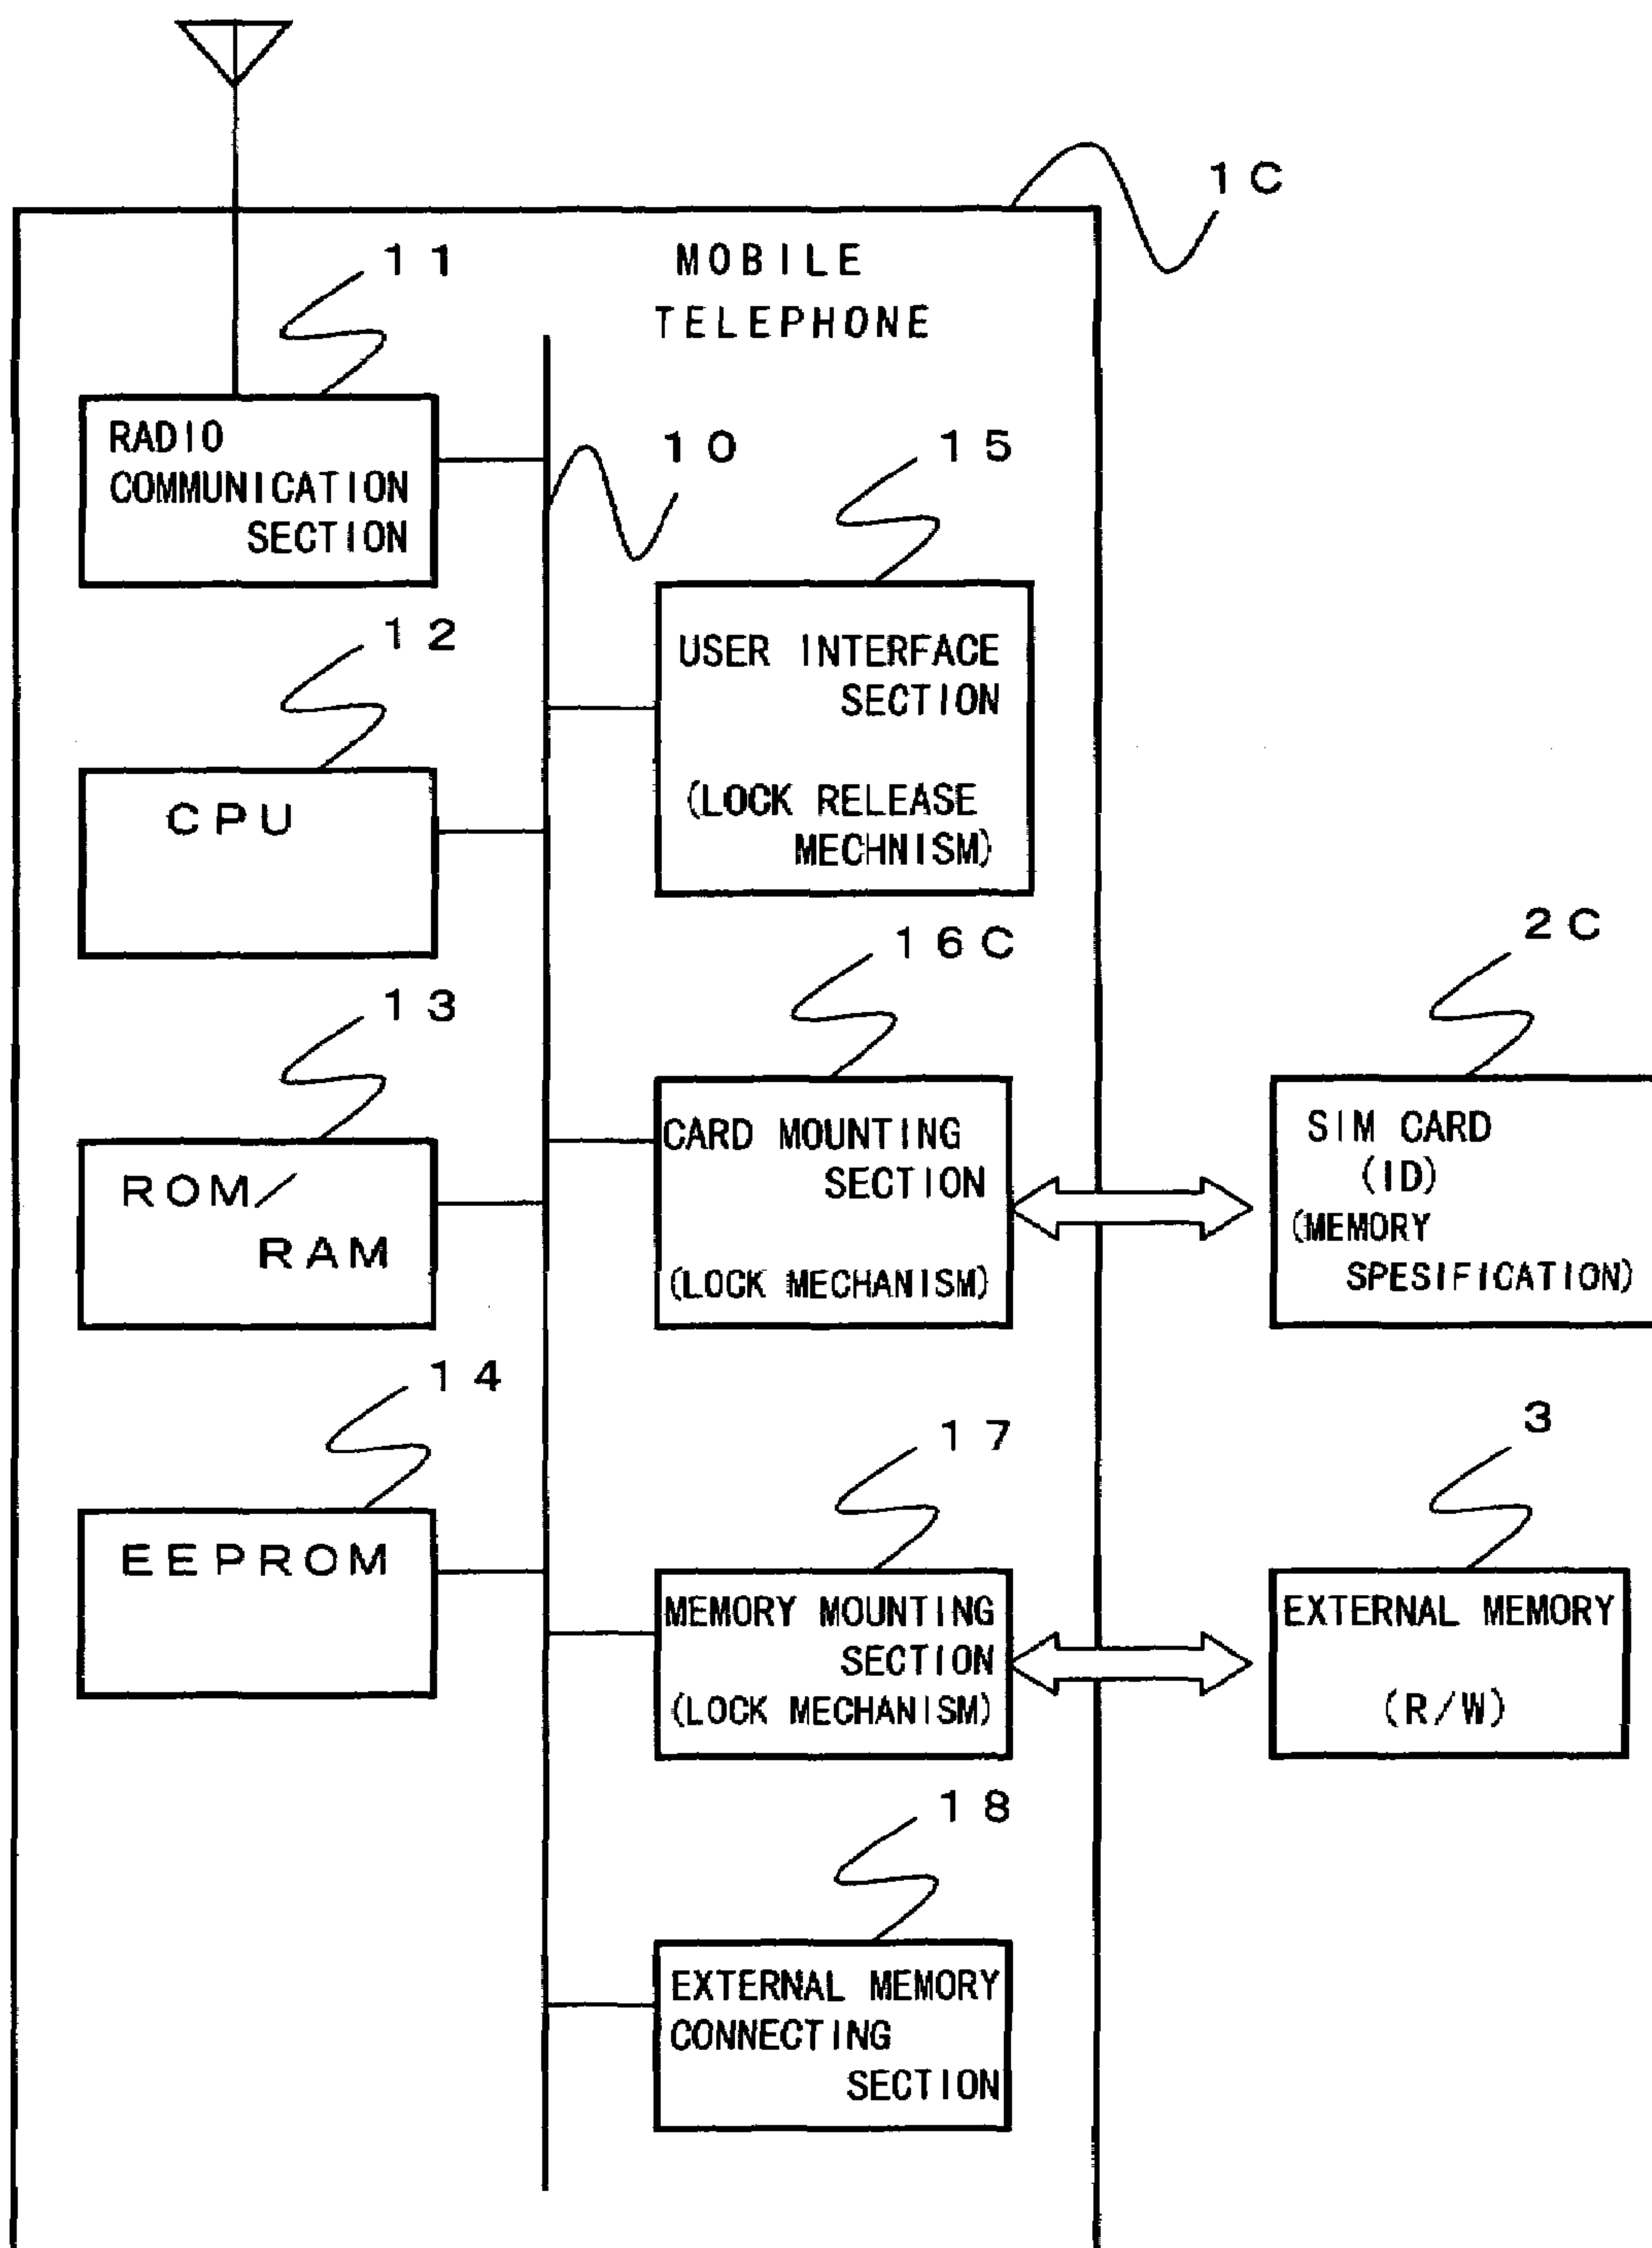 1C
MOBILE
TELEPHONE
11
RADIO
COMMUNICATION
SECTION
10
15
USER INTERFACE
SECTION
(LOCK RELEASE
MECHNISM)
12
CPU
16C
CARD MOUNTING
SECTION
(LOCK MECHANISM)
2C
SIM CARD
(ID)
(MEMORY
SPESIFICATION)
13
ROM/
RAM
14
EEPROM
17
MEMORY MOUNTING
SECTION
(LOCK MECHANISM)
3
EXTERNAL MEMORY
(R/W)
18
EXTERNAL MEMORY
CONNECTING
SECTION